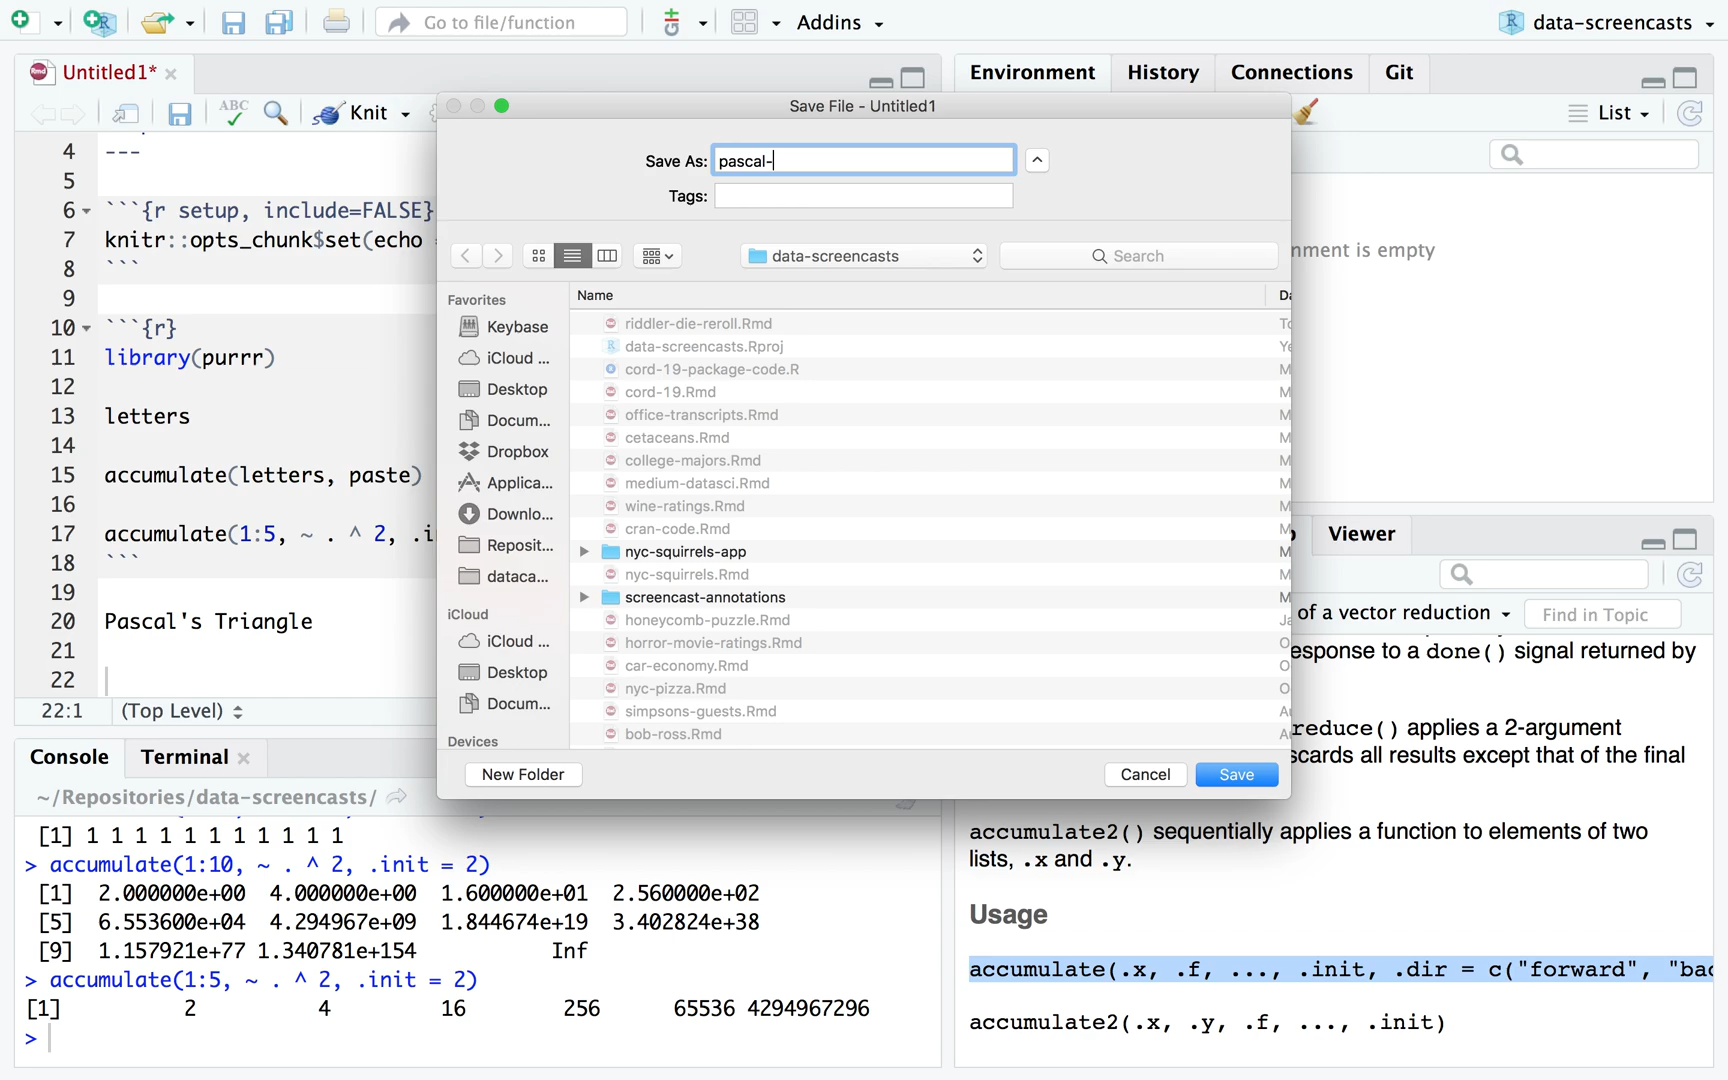 Go to file/function
Addins
data-screencasts
Untitled1*
ABC
Knit
4 ---
5
6 ```{r setup, include=FALSE}
7 knitr::opts_chunk$set(echo
8 ```
9
10 ```{r}
11 library(purrr)
12
13 letters
14
15 accumulate(letters, paste)
16
17 accumulate(1:5, ~ . ^ 2, .i
18 ```
19
20 Pascal's Triangle
21
22
22:1 (Top Level)
Console Terminal
~/Repositories/data-screencasts/
[1] 1 1 1 1 1 1 1 1 1 1 1
> accumulate(1:10, ~ . ^ 2, .init = 2)
[1] 2.000000e+00 4.000000e+00 1.600000e+01 2.560000e+02
[5] 6.553600e+04 4.294967e+09 1.844674e+19 3.402824e+38
[9] 1.157921e+77 1.340781e+154 Inf
> accumulate(1:5, ~ . ^ 2, .init = 2)
[1] 2 4 16 256 65536 4294967296
>
Save File - Untitled1
Save As: pascal-
Tags:
data-screencasts
Search
Favorites
Keybase
iCloud ...
Desktop
Docum...
Dropbox
Applica...
Downlo...
Reposit...
dataca...
iCloud
iCloud ...
Desktop
Docum...
Devices
Name
riddler-die-reroll.Rmd
data-screencasts.Rproj
cord-19-package-code.R
cord-19.Rmd
office-transcripts.Rmd
cetaceans.Rmd
college-majors.Rmd
medium-datasci.Rmd
wine-ratings.Rmd
cran-code.Rmd
nyc-squirrels-app
nyc-squirrels.Rmd
screencast-annotations
honeycomb-puzzle.Rmd
horror-movie-ratings.Rmd
car-economy.Rmd
nyc-pizza.Rmd
simpsons-guests.Rmd
bob-ross.Rmd
New Folder
Cancel
Save
Environment History Connections Git
List
nment is empty
Viewer
of a vector reduction
Find in Topic
esponse to a done() signal returned by
reduce() applies a 2-argument
scards all results except that of the final
accumulate2() sequentially applies a function to elements of two
lists, .x and .y.
Usage
accumulate(.x, .f, ..., .init, .dir = c("forward", "bac
accumulate2(.x, .y, .f, ..., .init)